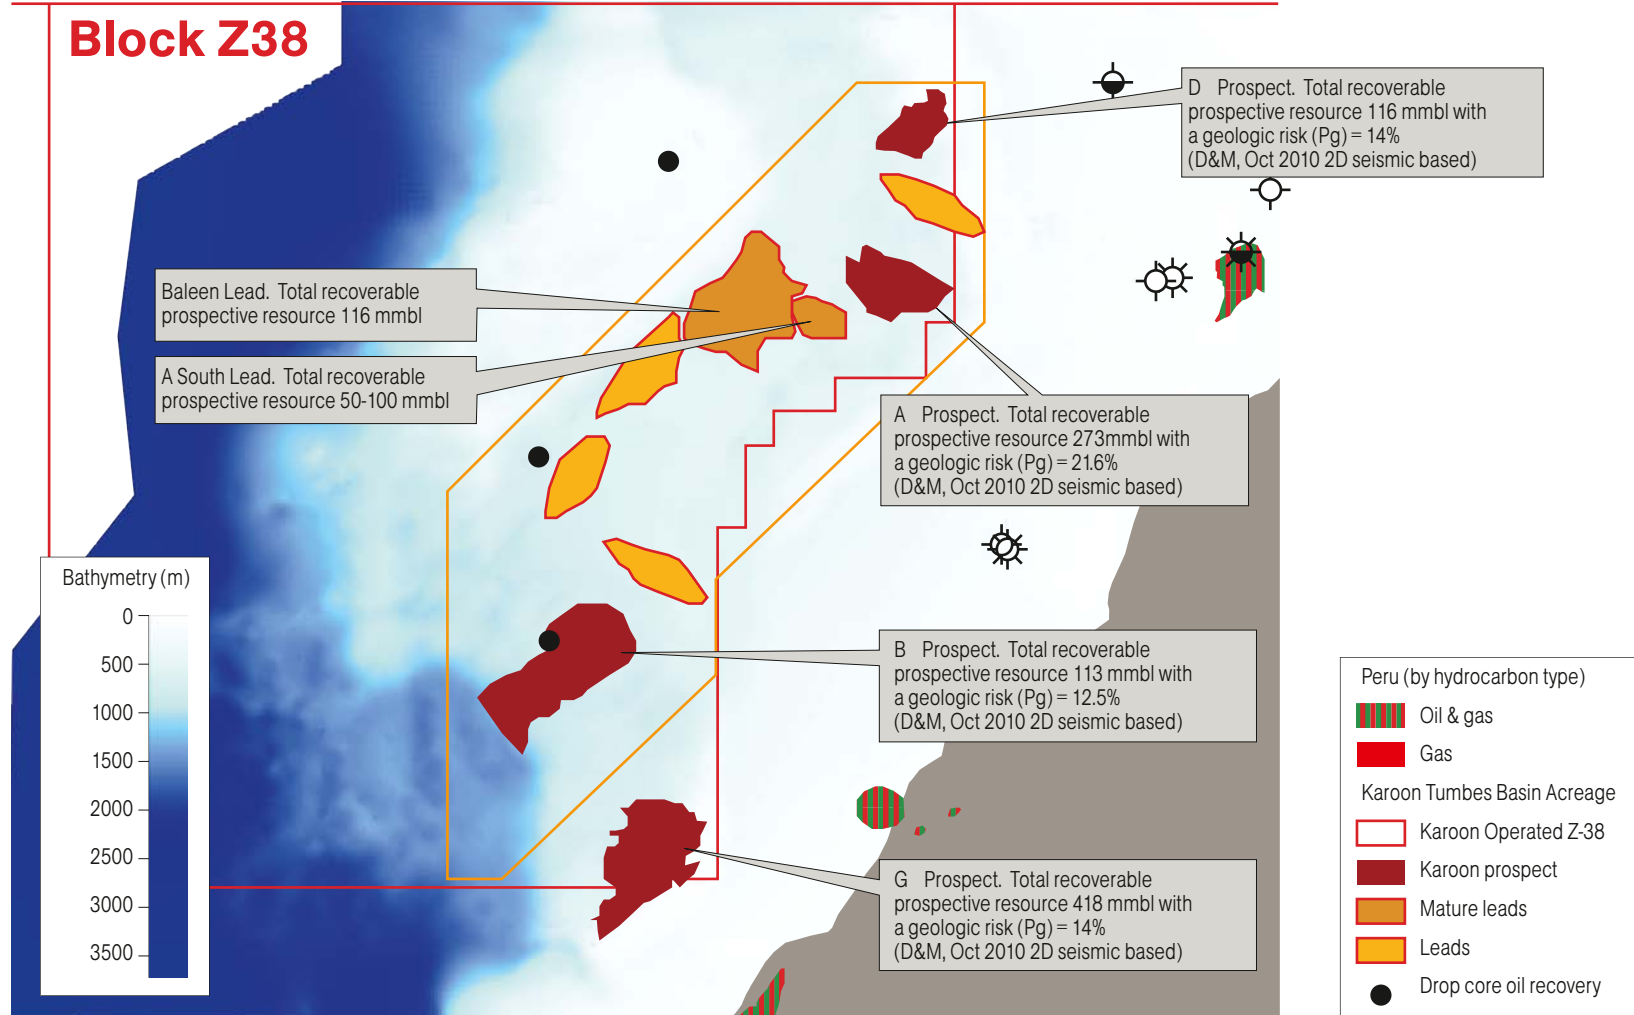 Block Z38
D Prospect. Total recoverable
prospective resource 116 mmbl with
a geologic risk (Pg) = 14%
(D&M, Oct 2010 2D seismic based)
Baleen Lead. Total recoverable
prospective resource 116 mmbl
A South Lead. Total recoverable
prospective resource 50-100 mmbl
A Prospect. Total recoverable
prospective resource 273mmbl with
a geologic risk (Pg) = 21.6%
(D&M, Oct 2010 2D seismic based)
B Prospect. Total recoverable
prospective resource 113 mmbl with
a geologic risk (Pg) = 12.5%
(D&M, Oct 2010 2D seismic based)
G Prospect. Total recoverable
prospective resource 418 mmbl with
a geologic risk (Pg) = 14%
(D&M, Oct 2010 2D seismic based)
Bathymetry (m)
0
500
1000
1500
2000
2500
3000
3500
Peru (by hydrocarbon type)
Oil & gas
Gas
Karoon Tumbes Basin Acreage
Karoon Operated Z-38
Karoon prospect
Mature leads
Leads
Drop core oil recovery